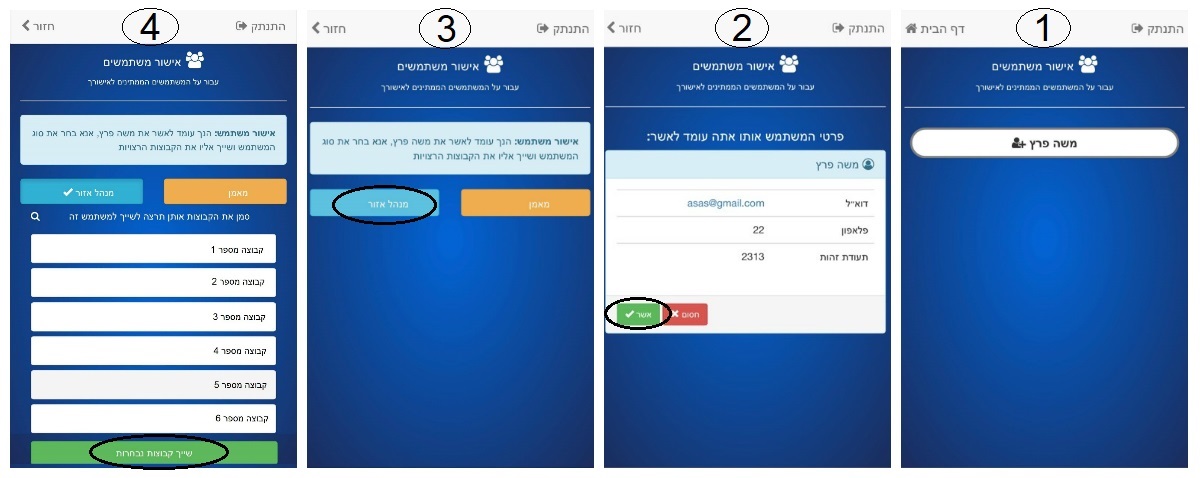 1
התנתק
דף הבית
אישור משתמשים
עבור על המשתמשים הממתינים לאישורך
משה פרץ
2
התנתק
חזור
אישור משתמשים
עבור על המשתמשים הממתינים לאישורך
פרטי המשתמש אותו אתה עומד לאשר:
משה פרץ
דוא״ל asas@gmail.com
פלאפון 22
תעודת זהות 2313
חסום אשר
3
התנתק
חזור
אישור משתמשים
עבור על המשתמשים הממתינים לאישורך
אישור משתמש: הנך עומד לאשר את משה פרץ, אנא בחר את סוג
המשתמש ושייך אליו את הקבוצות הרצויות
מאמן מנהל אזור
4
התנתק
חזור
אישור משתמשים
עבור על המשתמשים הממתינים לאישורך
אישור משתמש: הנך עומד לאשר את משה פרץ, אנא בחר את סוג
המשתמש ושייך אליו את הקבוצות הרצויות
מאמן מנהל אזור
סמן את הקבוצות אותן תרצה לשייך למשתמש זה
קבוצה מספר 1
קבוצה מספר 2
קבוצה מספר 3
קבוצה מספר 4
קבוצה מספר 5
קבוצה מספר 6
שייך קבוצות נבחרות